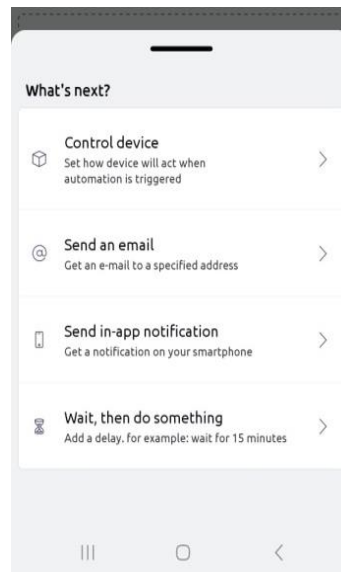 What's next?
Control device
Set how device will act when
automation is triggered
Send an email
Get an e-mail to a specified address
Send in-app notification
Get a notification on your smartphone
Wait, then do something
Add a delay. for example: wait for 15 minutes